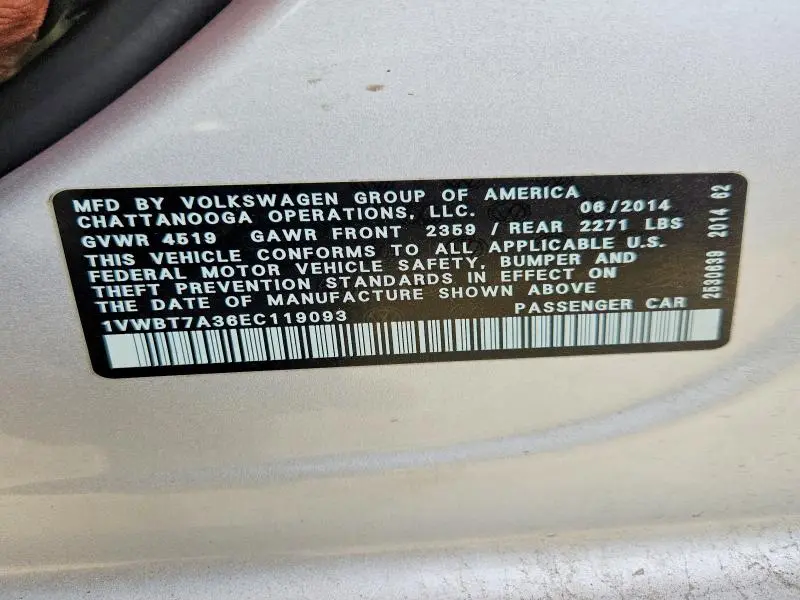 MFD BY VOLKSWAGEN GROUP OF AMERICA
CHATTANOOGA OPERATIONS, LLC. 06/2014
GVWR 4519 GAWR FRONT 2359 / REAR 2271 LBS
THIS VEHICLE CONFORMS TO ALL APPLICABLE U.S.
FEDERAL MOTOR VEHICLE SAFETY, BUMPER AND
THEFT PREVENTION STANDARDS IN EFFECT ON
THE DATE OF MANUFACTURE SHOWN ABOVE
1VWBT7A36EC119093 PASSENGER CAR
2530639 2014 62